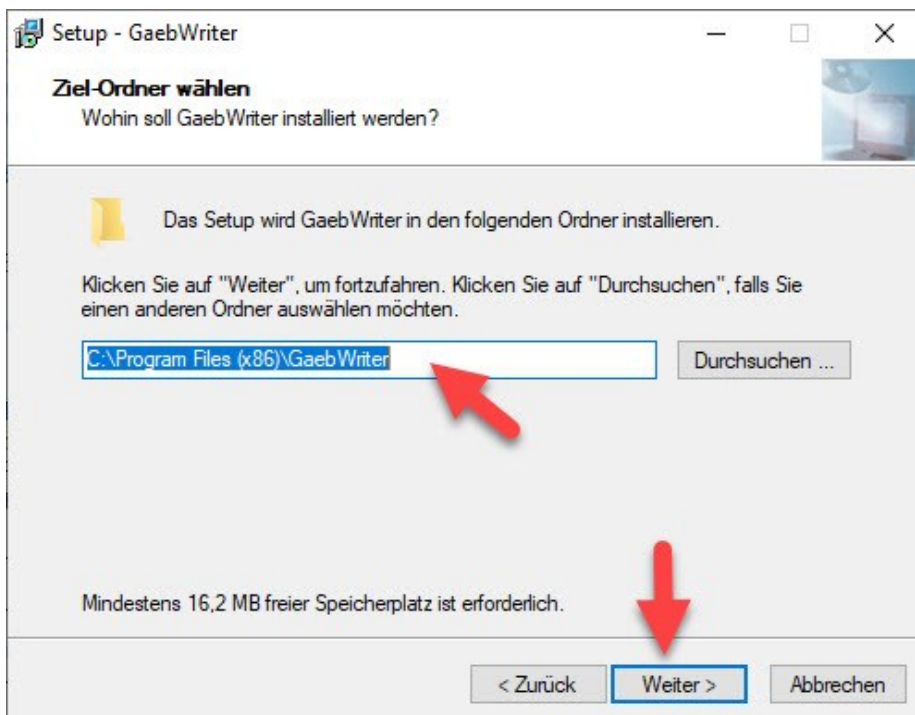 Setup - GaebWriter
Ziel-Ordner wählen
Wohin soll GaebWriter installiert werden?
Das Setup wird GaebWriter in den folgenden Ordner installieren.
Klicken Sie auf "Weiter", um fortzufahren. Klicken Sie auf "Durchsuchen", falls Sie
einen anderen Ordner auswählen möchten.
C:\Program Files (x86)\GaebWriter
Durchsuchen ...
Mindestens 16,2 MB freier Speicherplatz ist erforderlich.
< Zurück
Weiter >
Abbrechen